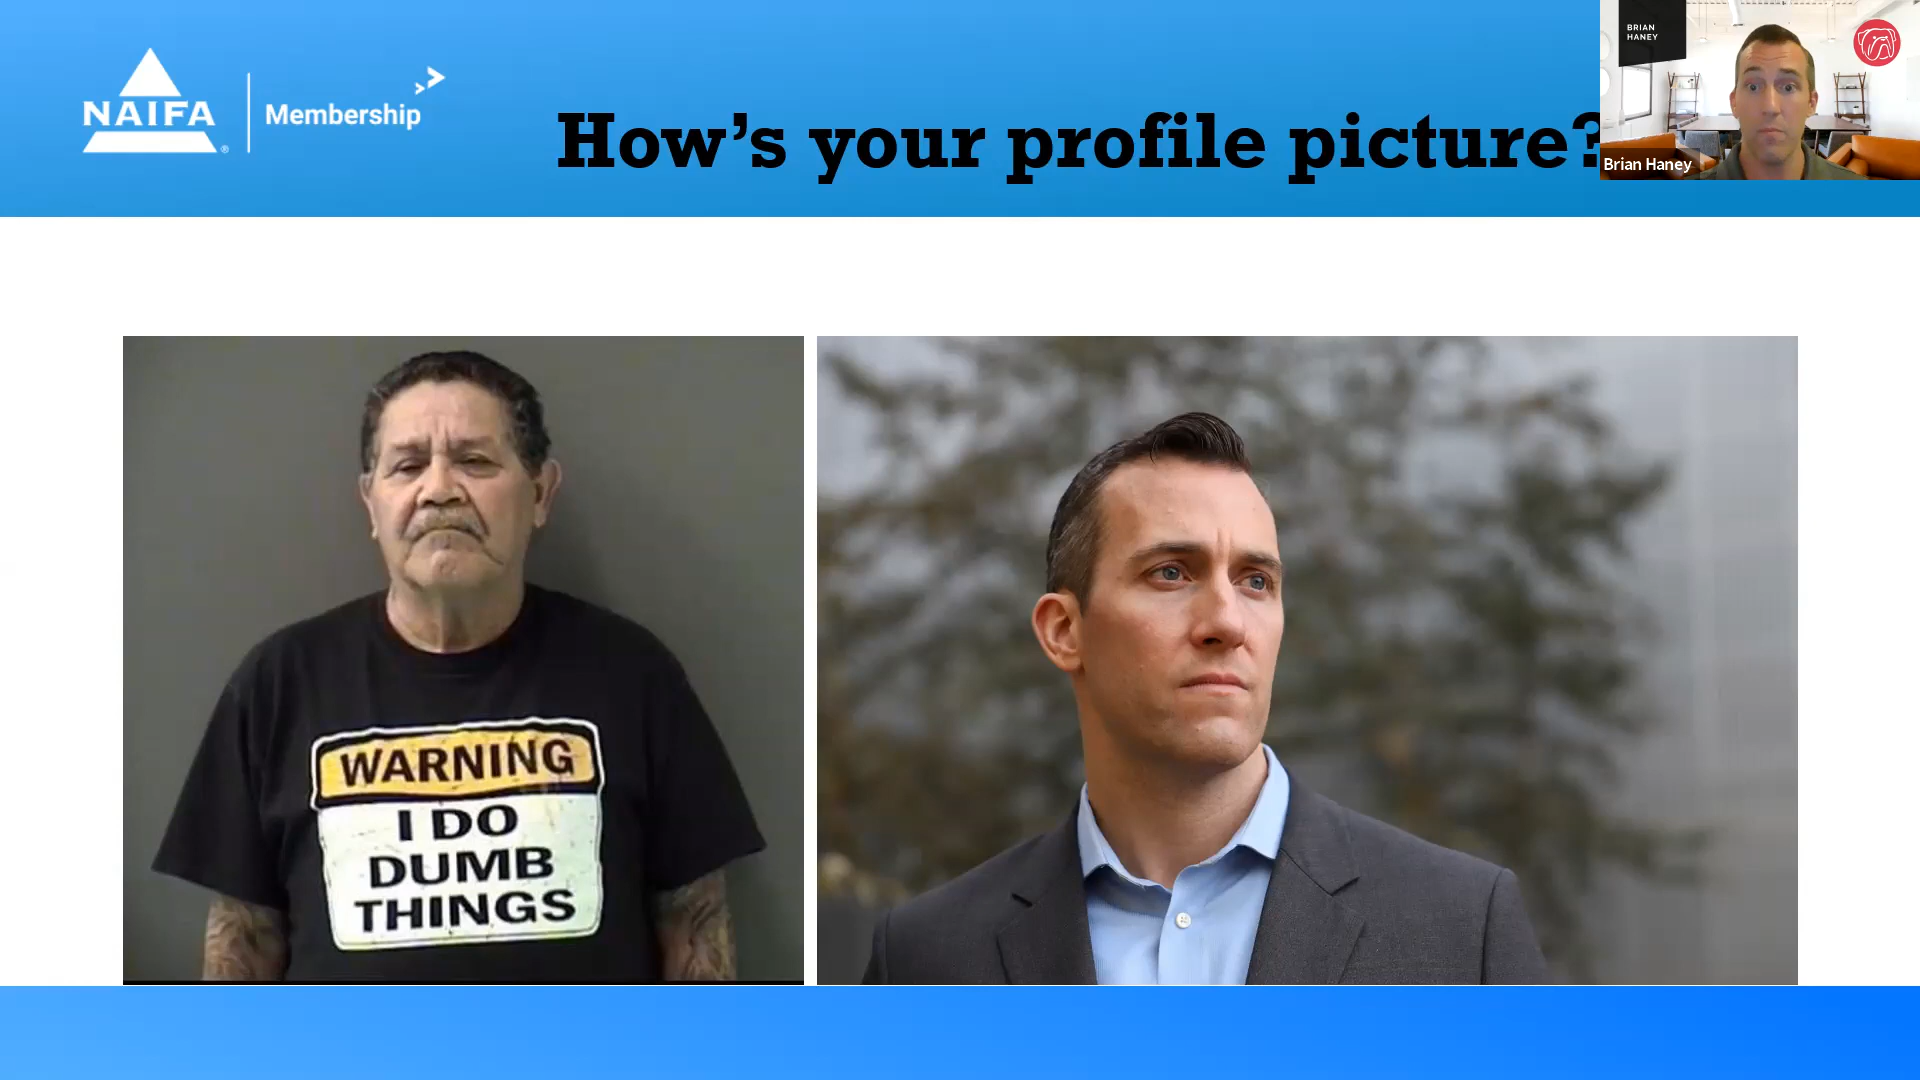 NAIFA
®
Membership
How's your profile picture?
BRIAN
HANEY
Brian Haney
WARNING
I DO
DUMB
THINGS